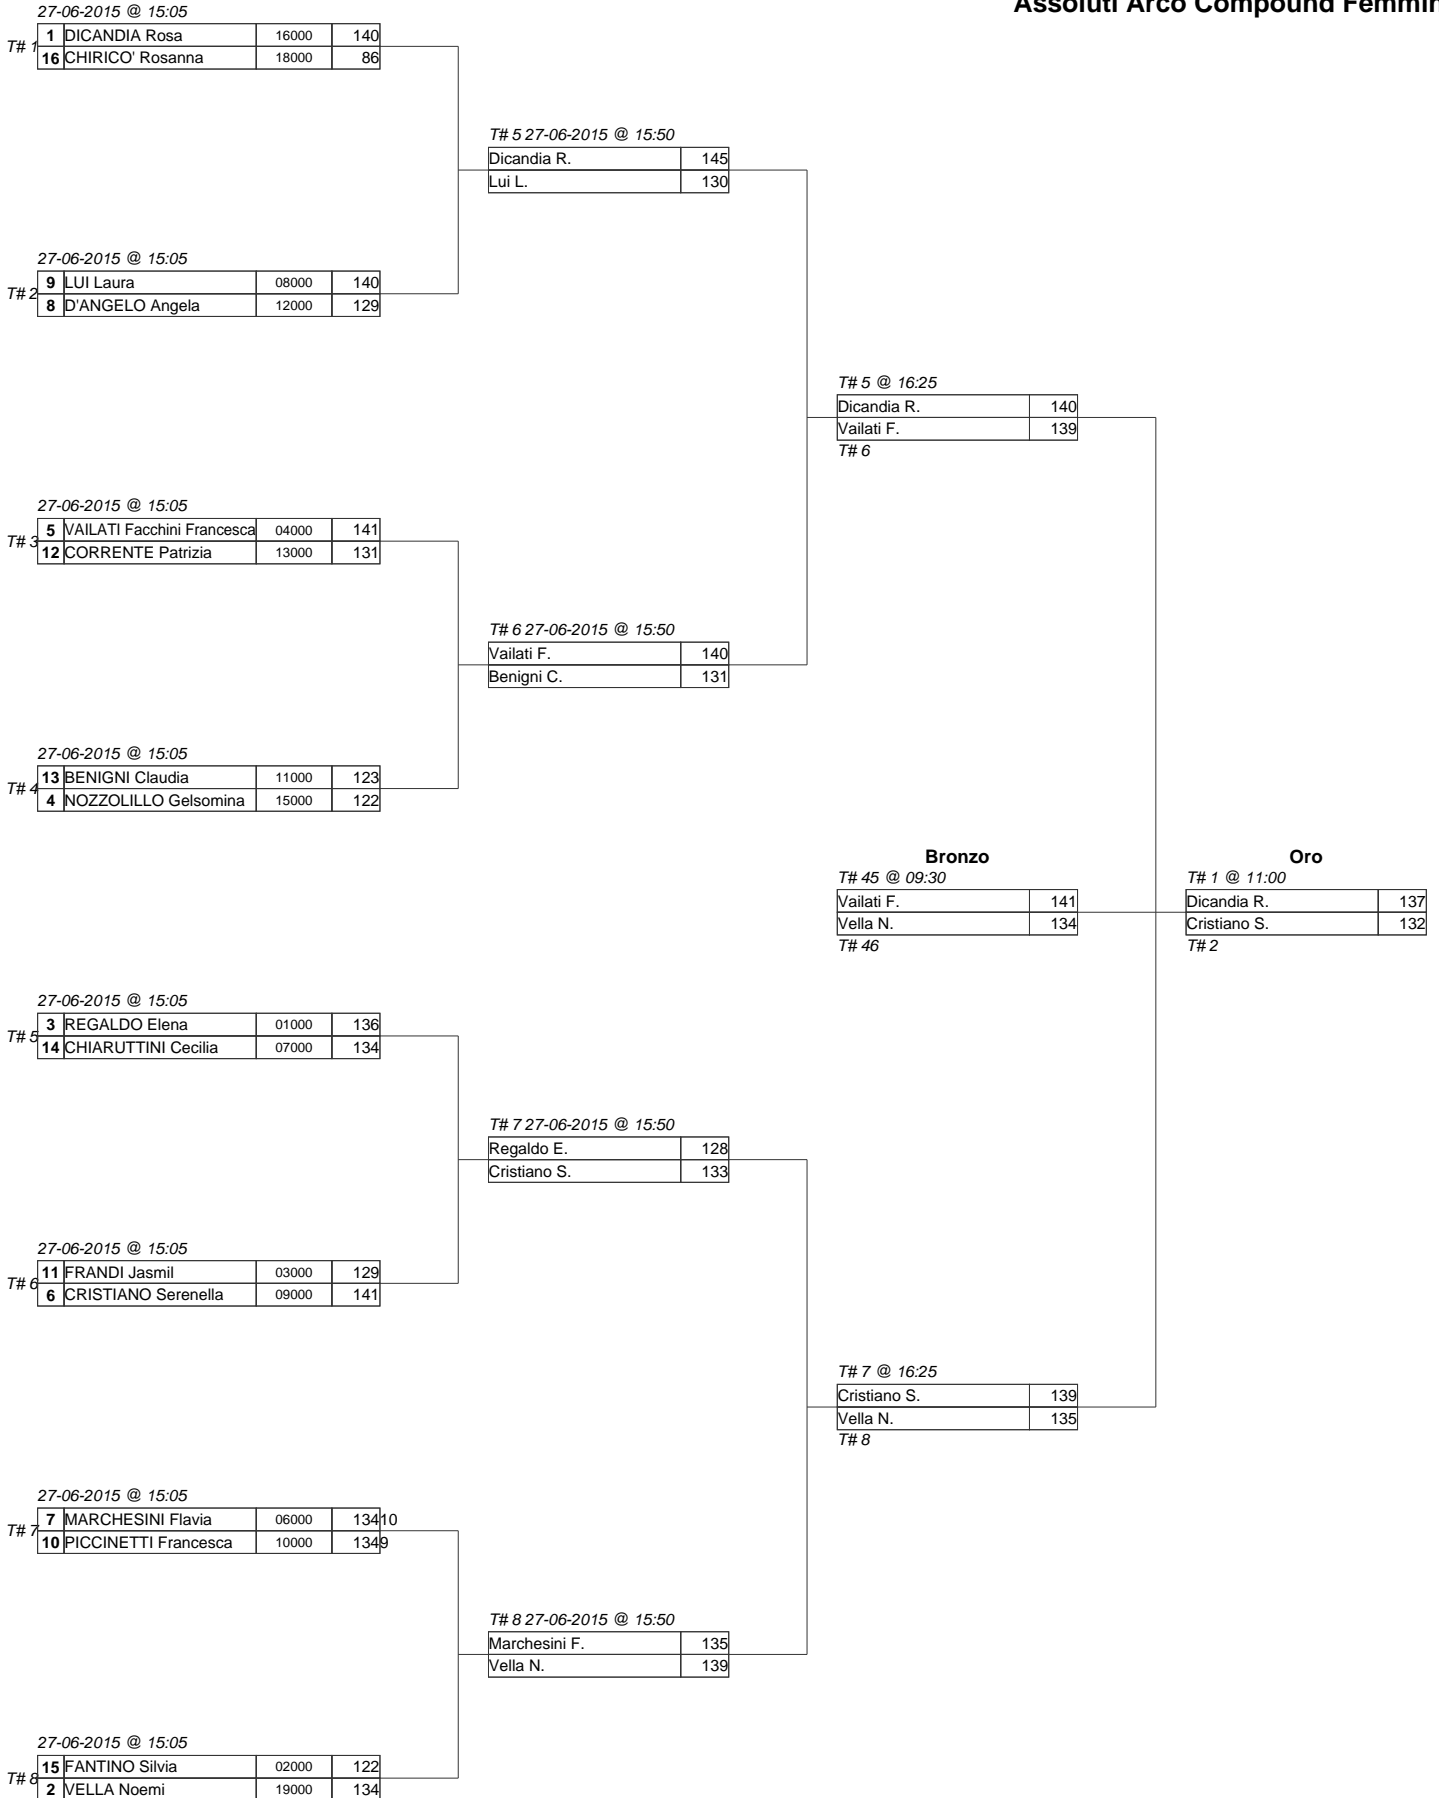 Assoluti Arco Compound Femmin
27-06-2015 @ 15:05
T# 1
1 DICANDIA Rosa 16000 140
16 CHIRICO' Rosanna 18000 86
T# 5 27-06-2015 @ 15:50
Dicandia R. 145
Lui L. 130
27-06-2015 @ 15:05
T# 2
9 LUI Laura 08000 140
8 D'ANGELO Angela 12000 129
T# 5 @ 16:25
Dicandia R. 140
Vailati F. 139
T# 6
27-06-2015 @ 15:05
T# 3
5 VAILATI Facchini Francesca 04000 141
12 CORRENTE Patrizia 13000 131
T# 6 27-06-2015 @ 15:50
Vailati F. 140
Benigni C. 131
27-06-2015 @ 15:05
T# 4
13 BENIGNI Claudia 11000 123
4 NOZZOLILLO Gelsomina 15000 122
Bronzo
T# 45 @ 09:30
Vailati F. 141
Vella N. 134
T# 46
Oro
T# 1 @ 11:00
Dicandia R. 137
Cristiano S. 132
T# 2
27-06-2015 @ 15:05
T# 5
3 REGALDO Elena 01000 136
14 CHIARUTTINI Cecilia 07000 134
T# 7 27-06-2015 @ 15:50
Regaldo E. 128
Cristiano S. 133
27-06-2015 @ 15:05
T# 6
11 FRANDI Jasmil 03000 129
6 CRISTIANO Serenella 09000 141
T# 7 @ 16:25
Cristiano S. 139
Vella N. 135
T# 8
27-06-2015 @ 15:05
T# 7
7 MARCHESINI Flavia 06000 134 10
10 PICCINETTI Francesca 10000 134 9
T# 8 27-06-2015 @ 15:50
Marchesini F. 135
Vella N. 139
27-06-2015 @ 15:05
T# 8
15 FANTINO Silvia 02000 122
2 VELLA Noemi 19000 134